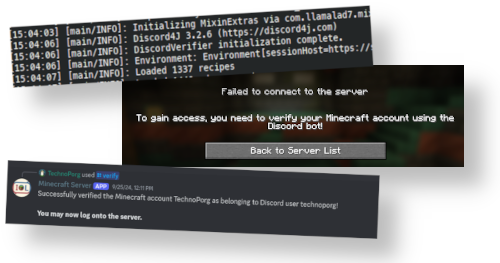 15:04:03] [main/INFO]: Initializing MixinExtras via com.llamalad7.mi
15:04:06] [main/INFO]: Discord4J 3.2.6 (https://discord4j.com)
15:04:06] [main/INFO]: DiscordVerifier initialization complete.
15:04:06] [main/INFO]: Environment: Environment[sessionHost=https://s
15:04:07] [main/INFO]: Loaded 1337 recipes
Failed to connect to the server
To gain access, you need to verify your Minecraft account using the
Discord bot!
Back to Server List
TechnoPorg used verify
Minecraft Server APP 9/25/24, 12:11 PM
Successfully verified the Minecraft account TechnoPorg as belonging to Discord user technoporg!
You may now log onto the server.